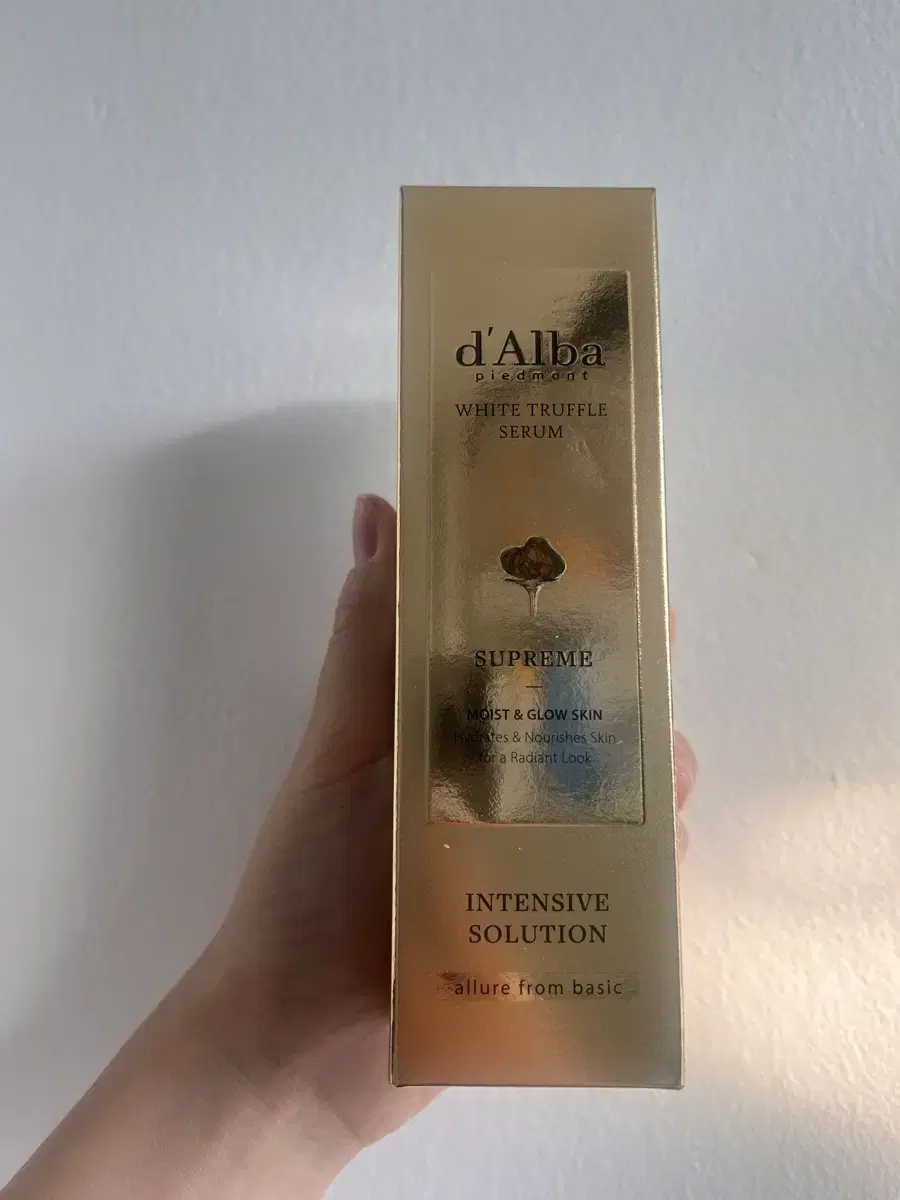 d'Alba
piedmont
WHITE TRUFFLE
SERUM
SUPREME
MOIST & GLOW SKIN
Hydrates & Nourishes Skin
for a Radiant Look
INTENSIVE
SOLUTION
allure from basic